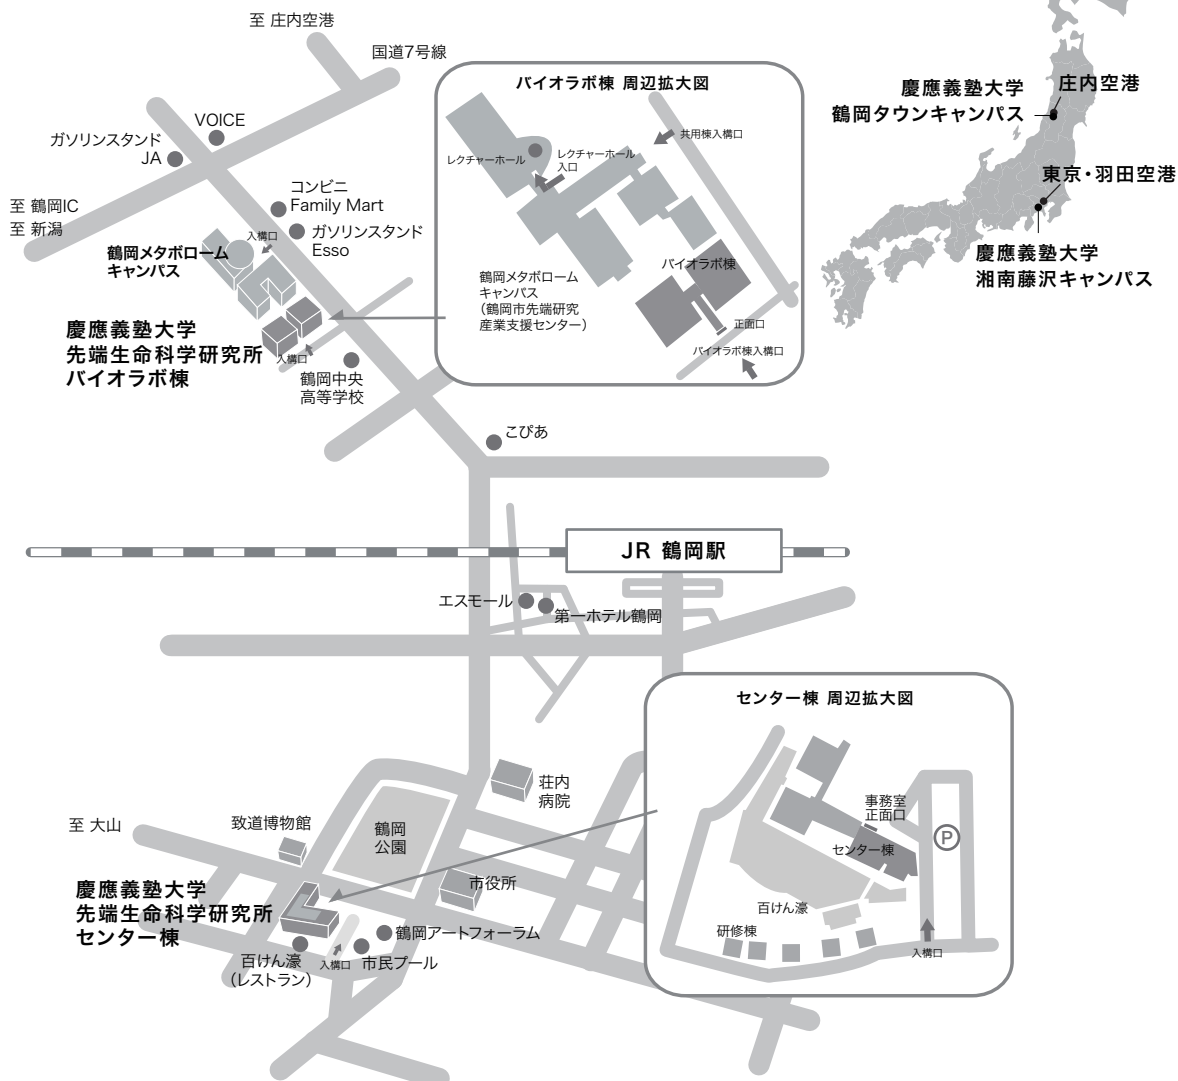 至 庄内空港
国道7号線
VOICE
ガソリンスタンド
JA
コンビニ
Family Mart
ガソリンスタンド
Esso
至 鶴岡IC
至 新潟
入構口
鶴岡メタボローム
キャンパス
慶應義塾大学
先端生命科学研究所
バイオラボ棟
入構口
鶴岡中央
高等学校
バイオラボ棟 周辺拡大図
共用棟入構口
レクチャーホール
レクチャーホール
入口
バイオラボ棟
鶴岡メタボローム
キャンパス
（鶴岡市先端研究
産業支援センター）
正面口
バイオラボ棟入構口
慶應義塾大学
鶴岡タウンキャンパス
庄内空港
東京・羽田空港
慶應義塾大学
湘南藤沢キャンパス
こぴあ
JR 鶴岡駅
エスモール
第一ホテル鶴岡
荘内
病院
至 大山
致道博物館
鶴岡
公園
市役所
慶應義塾大学
先端生命科学研究所
センター棟
鶴岡アートフォーラム
百けん濠
（レストラン）
入構口
市民プール
センター棟 周辺拡大図
事務室
正面口
P
センター棟
百けん濠
研修棟
入構口